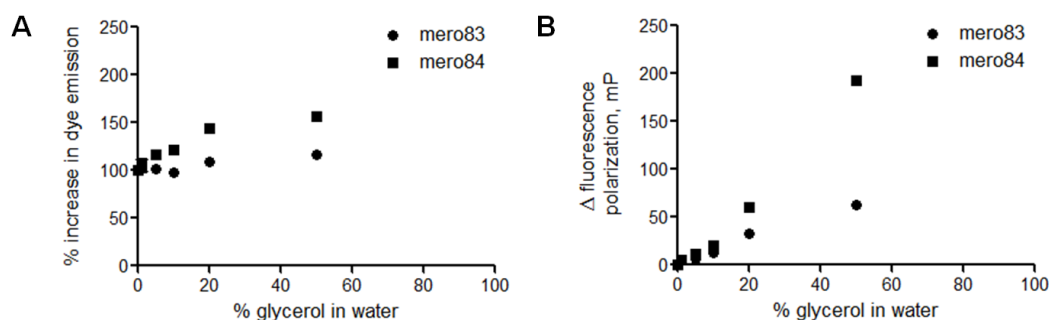 A
% increase in dye emission
250
200
150
100
50
0
0 20 40 60 80 100
% glycerol in water
mero83
mero84
B
Δ fluorescence
polarization, mP
250
200
150
100
50
0
0 20 40 60 80 100
% glycerol in water
mero83
mero84